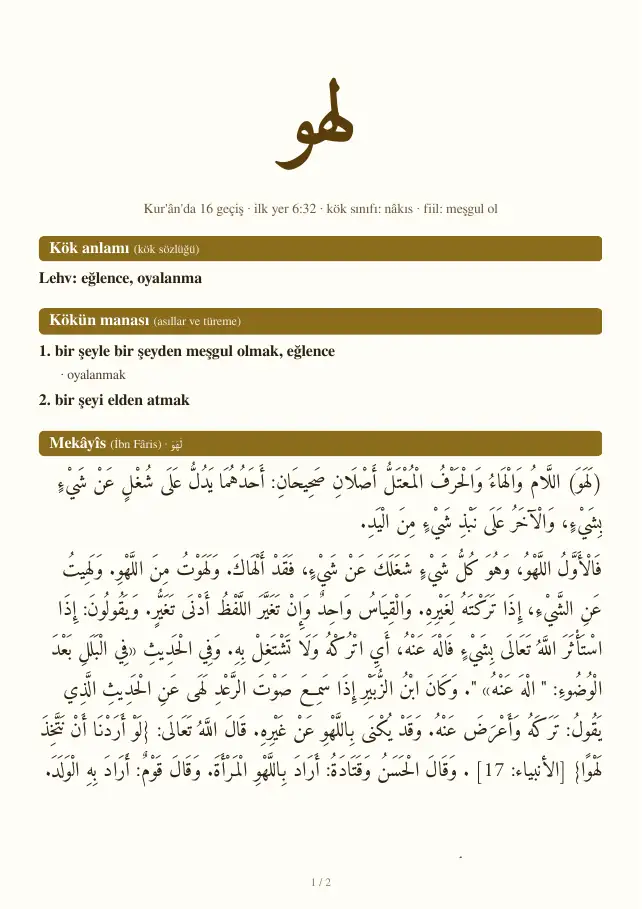 لهو
Kur'ân'da 16 geçiş · ilk yer 6:32 · kök sınıfı: nâkıs · fiil: meşgul ol
Kök anlamı (kök sözlüğü)
Lehv: eğlence, oyalanma
Kökün manası (asıllar ve türeme)
1. bir şeyle bir şeyden meşgul olmak, eğlence
· oyalanmak
2. bir şeyi elden atmak
Mekâyîs (İbn Fâris) · لَهَوَ
(لَهَوَ) اللَّامُ وَالْهَاءُ وَالْحَرْفُ الْمُعْتَلُّ أَصْلَانِ صَحِيحَانِ: أَحَدُهُمَا يَدُلُّ عَلَى شُغْلٍ عَنْ شَيْءٍ
بِشَيْءٍ، وَالْآخَرُ عَلَى نَبْذِ شَيْءٍ مِنَ الْيَدِ.
فَالْأَوَّلُ اللَّهْوُ، وَهُوَ كُلُّ شَيْءٍ شَغَلَكَ عَنْ شَيْءٍ، فَقَدْ أَلْهَاكَ. وَلَهَوْتُ مِنَ اللَّهْوِ. وَلَهِيتُ
عَنِ الشَّيْءِ، إِذَا تَرَكْتَهُ لِغَيْرِهِ. وَالْقِيَاسُ وَاحِدٌ وَإِنْ تَغَيَّرَ اللَّفْظُ أَدْنَى تَغَيُّرٍ. وَيَقُولُونَ: إِذَا
اسْتَأْثَرَ اللَّهُ تَعَالَى بِشَيْءٍ فَالْهَ عَنْهُ، أَيِ اتْرُكْهُ وَلَا تَشْتَغِلْ بِهِ. وَفِي الْحَدِيثِ «فِي الْبَلَلِ بَعْدَ
الْوُضُوءِ: " الْهَ عَنْهُ» ". وَكَانَ ابْنُ الزُّبَيْرِ إِذَا سَمِعَ صَوْتَ الرَّعْدِ لَهَى عَنِ الْحَدِيثِ الَّذِي
يَقُولُ: تَرَكَهُ وَأَعْرَضَ عَنْهُ. وَقَدْ يُكْنَى بِاللَّهْوِ عَنْ غَيْرِهِ. قَالَ اللَّهُ تَعَالَى: {لَوْ أَرَدْنَا أَنْ نَتَّخِذَ
لَهْوًا} [الأنبياء: 17] . وَقَالَ الْحَسَنُ وَقَتَادَةُ: أَرَادَ بِاللَّهْوِ الْمَرْأَةَ. وَقَالَ قَوْمٌ: أَرَادَ بِهِ الْوَلَدَ.
1 / 2